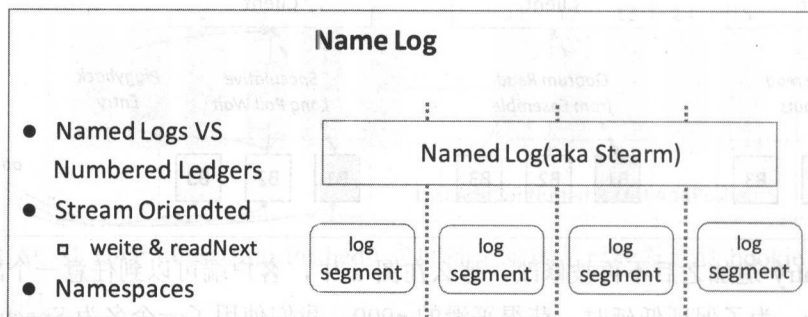 Name Log
● Named Logs VS
Numbered Ledgers
● Stream Oriendted
▫ weite & readNext
● Namespaces
Named Log(aka Stearm)
log segment
log segment
log segment
log segment